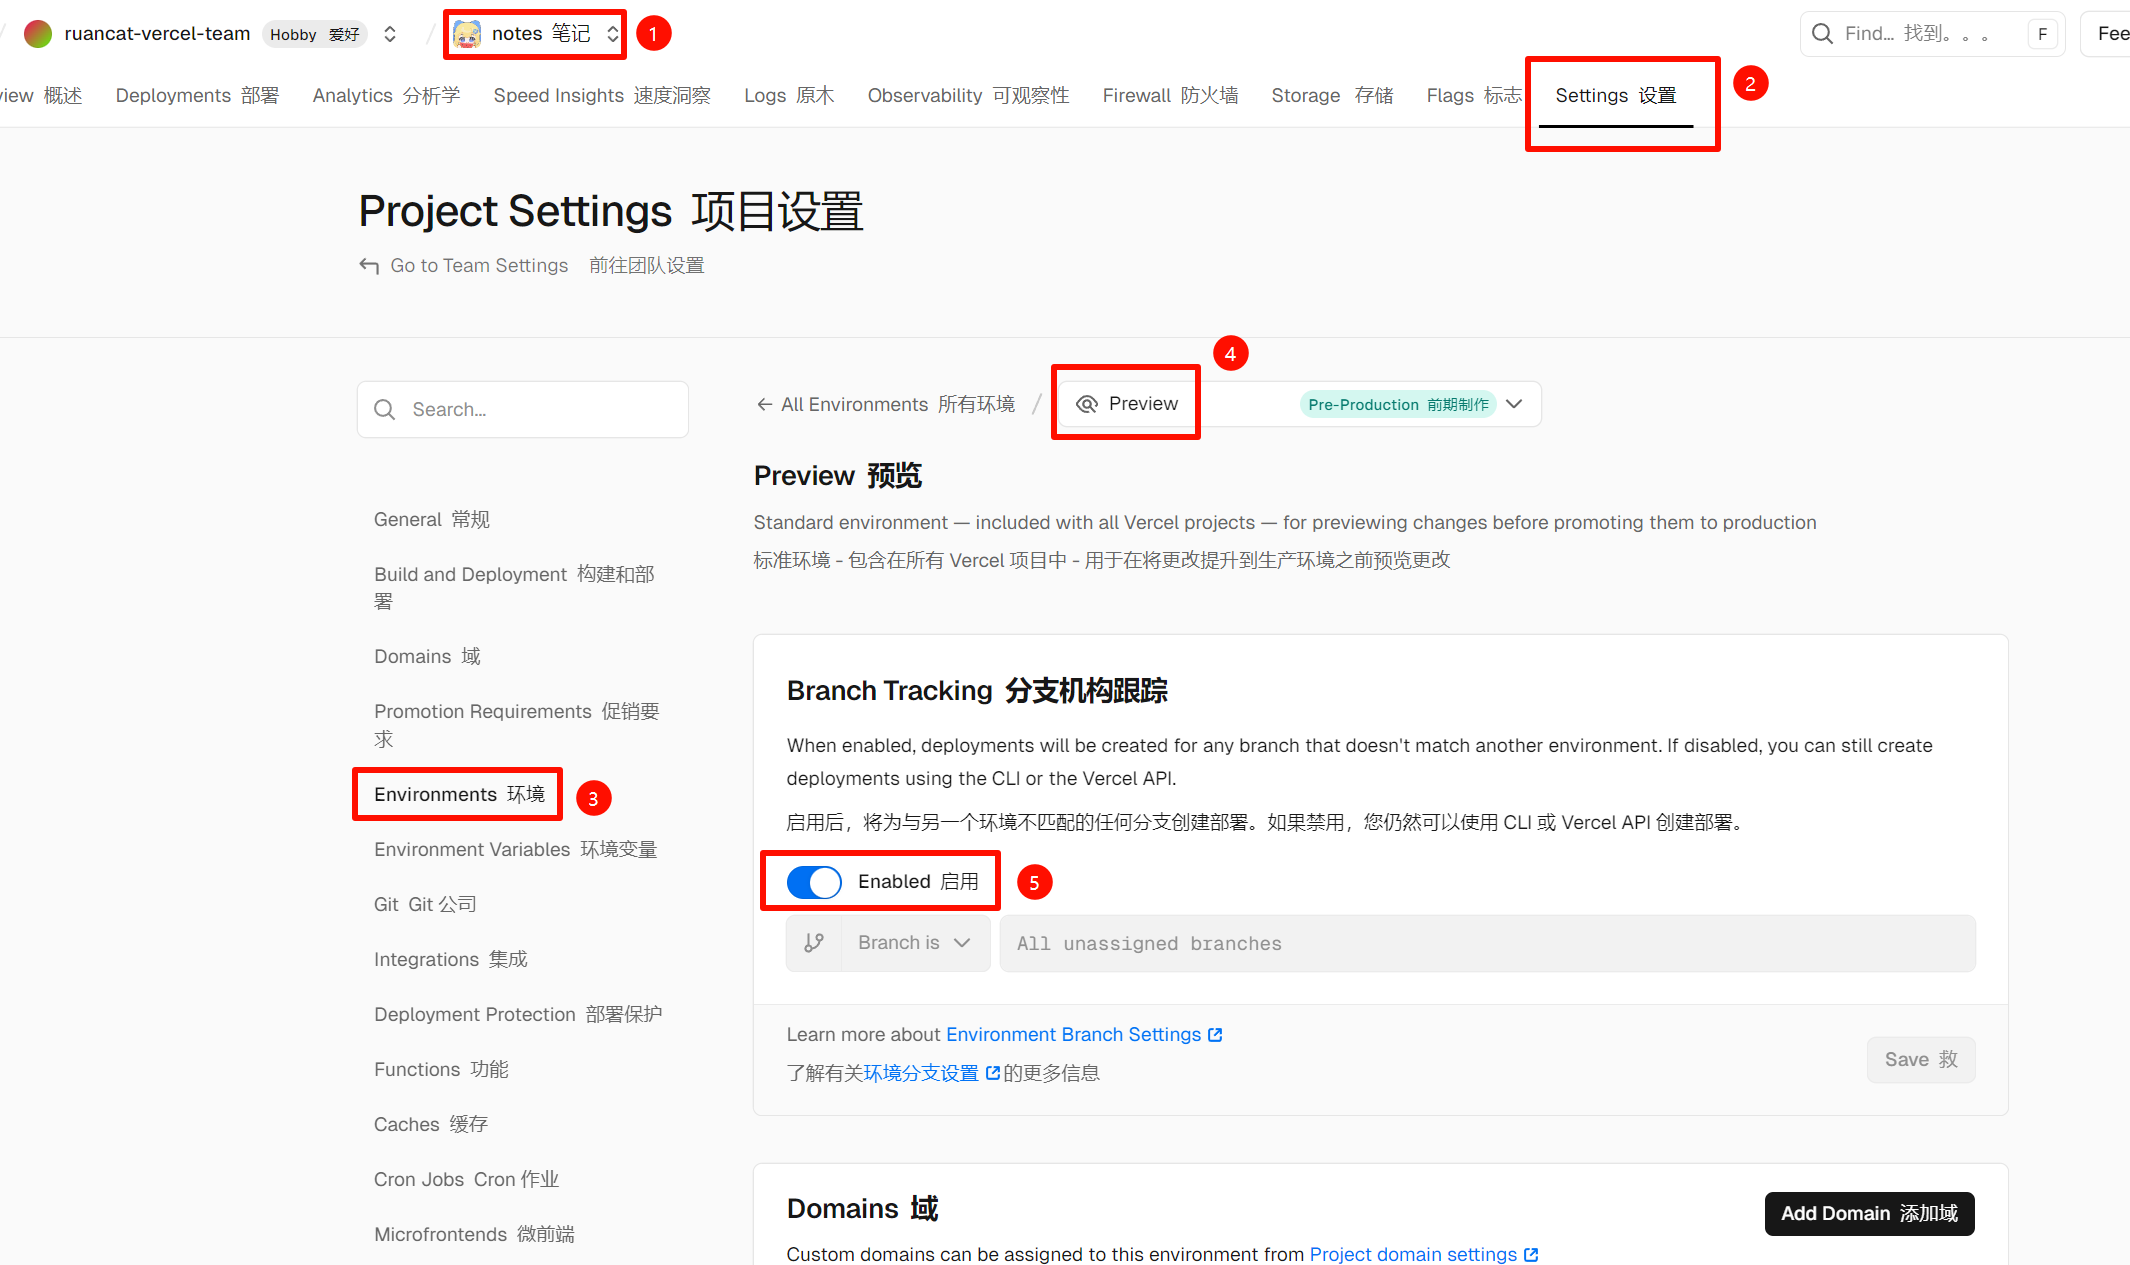 ruancat-vercel-team Hobby 爱好
notes 笔记
1
Find... 找到。。。 F
Fee
view 概述
Deployments 部署
Analytics 分析学
Speed Insights 速度洞察
Logs 原木
Observability 可观察性
Firewall 防火墙
Storage 存储
Flags 标志
Settings 设置
2
Project Settings 项目设置
Go to Team Settings 前往团队设置
Search...
General 常规
Build and Deployment 构建和部
署
Domains 域
Promotion Requirements 促销要
求
Environments 环境
3
Environment Variables 环境变量
Git Git 公司
Integrations 集成
Deployment Protection 部署保护
Functions 功能
Caches 缓存
Cron Jobs Cron 作业
Microfrontends 微前端
All Environments 所有环境 /
Preview
4
Pre-Production 前期制作
Preview 预览
Standard environment — included with all Vercel projects — for previewing changes before promoting them to production
标准环境 - 包含在所有 Vercel 项目中 - 用于在将更改提升到生产环境之前预览更改
Branch Tracking 分支机构跟踪
When enabled, deployments will be created for any branch that doesn't match another environment. If disabled, you can still create
deployments using the CLI or the Vercel API.
启用后，将为与另一个环境不匹配的任何分支创建部署。如果禁用，您仍然可以使用 CLI 或 Vercel API 创建部署。
Enabled 启用
5
Branch is
All unassigned branches
Learn more about Environment Branch Settings
了解有关环境分支设置的更多信息
Save 救
Domains 域
Add Domain 添加域
Custom domains can be assigned to this environment from Project domain settings